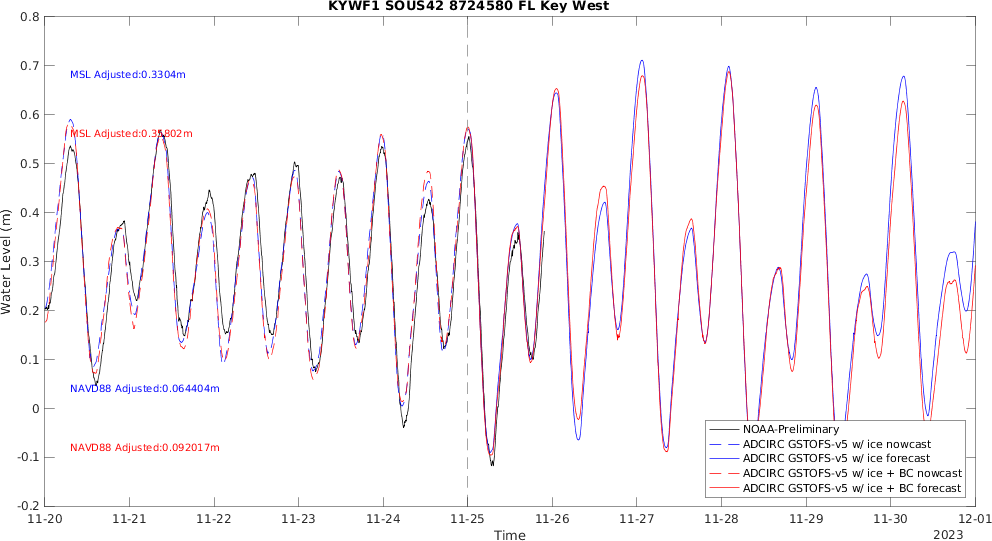 KYWF1 SOUS42 8724580 FL Key West
0.8
0.7
0.6
0.5
0.4
0.3
0.2
0.1
0
-0.1
-0.2
Water Level (m)
MSL Adjusted:0.3304m
MSL Adjusted:0.35802m
NAVD88 Adjusted:0.064404m
NAVD88 Adjusted:0.092017m
NOAA-Preliminary
ADCIRC GSTOFS-v5 w/ ice nowcast
ADCIRC GSTOFS-v5 w/ ice forecast
ADCIRC GSTOFS-v5 w/ ice + BC nowcast
ADCIRC GSTOFS-v5 w/ ice + BC forecast
11-20 11-21 11-22 11-23 11-24 11-25 11-26 11-27 11-28 11-29 11-30 12-01
Time
2023